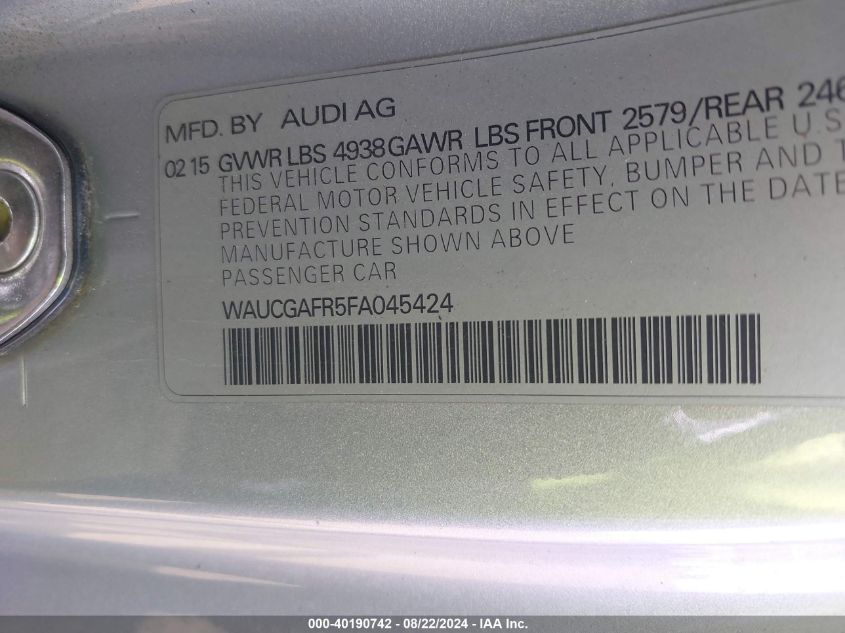 MFD. BY AUDI AG
02 15 GVWR LBS 4938 GAWR LBS FRONT 2579/REAR 246
THIS VEHICLE CONFORMS TO ALL APPLICABLE U.S
FEDERAL MOTOR VEHICLE SAFETY, BUMPER AND T
PREVENTION STANDARDS IN EFFECT ON THE DATE
MANUFACTURE SHOWN ABOVE
PASSENGER CAR
WAUCGAFR5FA045424
000-40190742 - 08/22/2024 - IAA Inc.